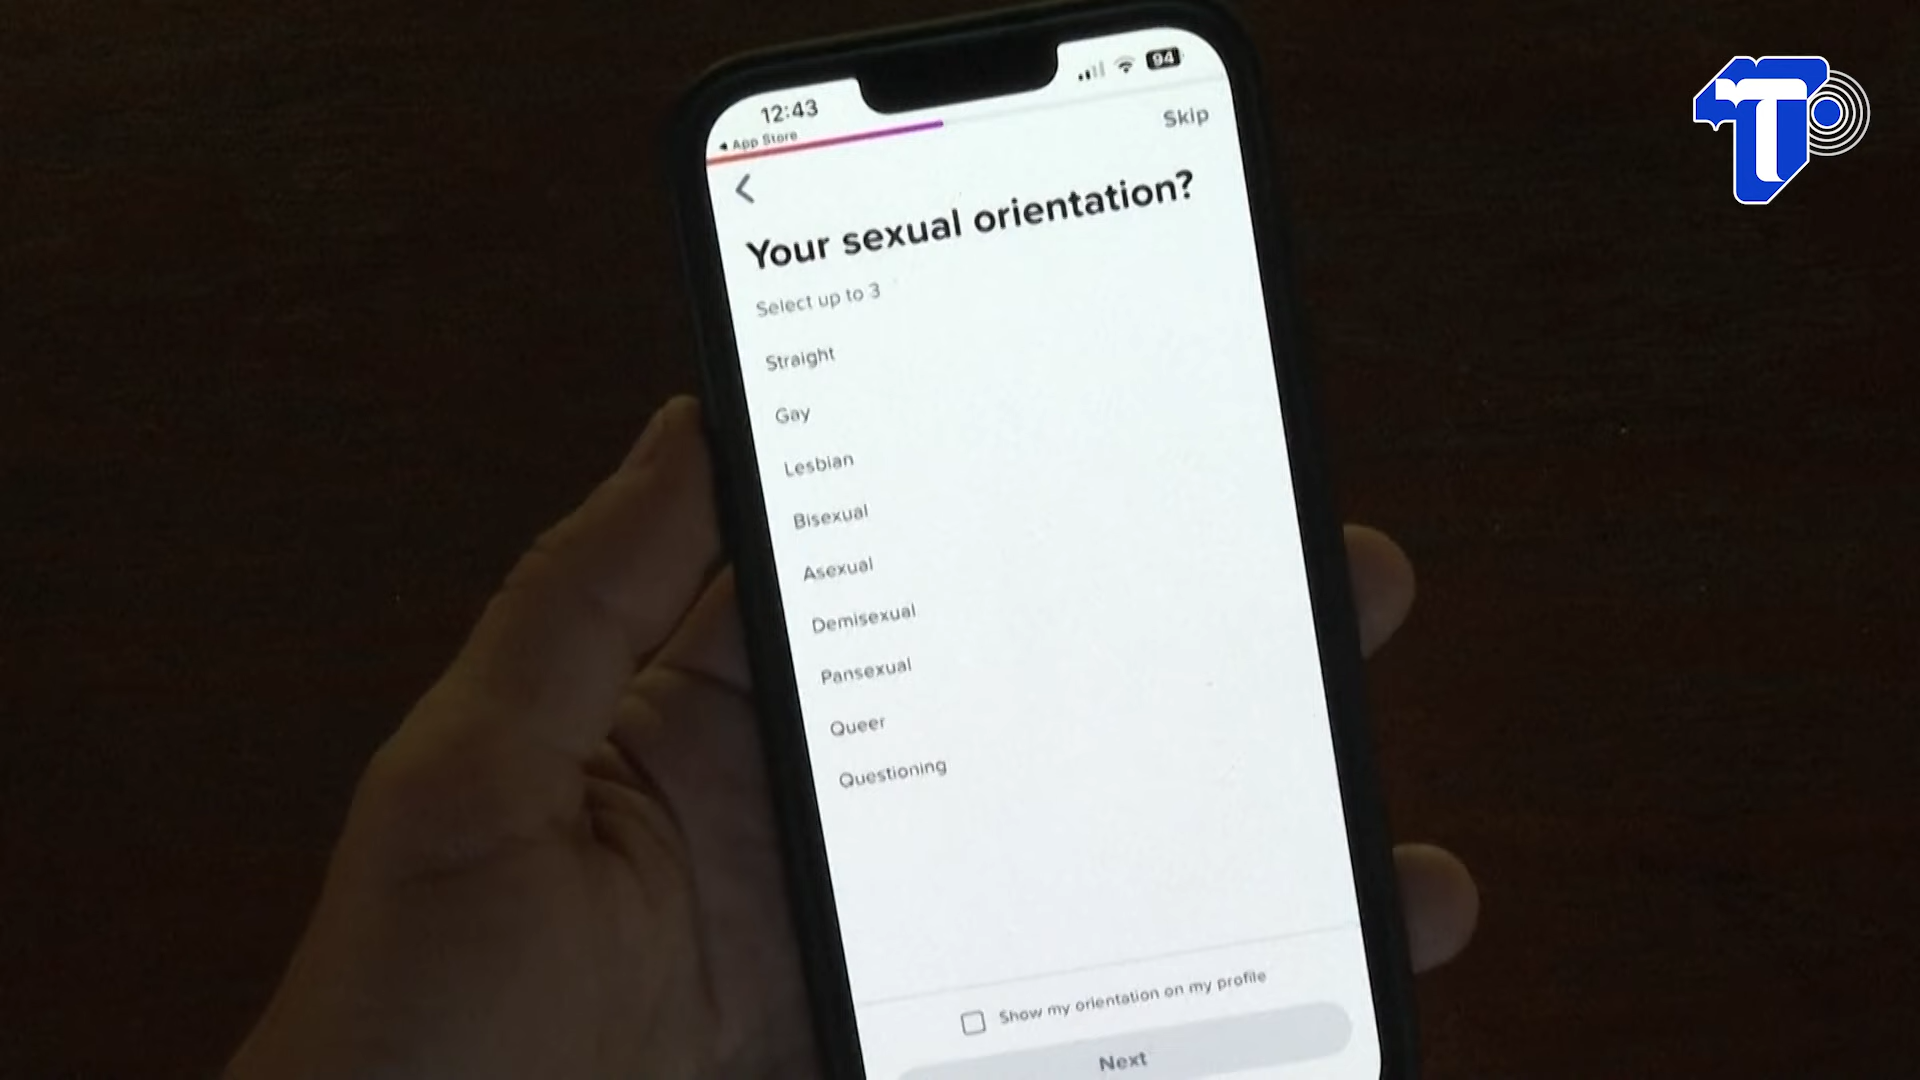 12:43
94
App Store
Skip
Your sexual orientation?
Select up to 3
Straight
Gay
Lesbian
Bisexual
Asexual
Demisexual
Pansexual
Queer
Questioning
Show my orientation on my profile
Next
T